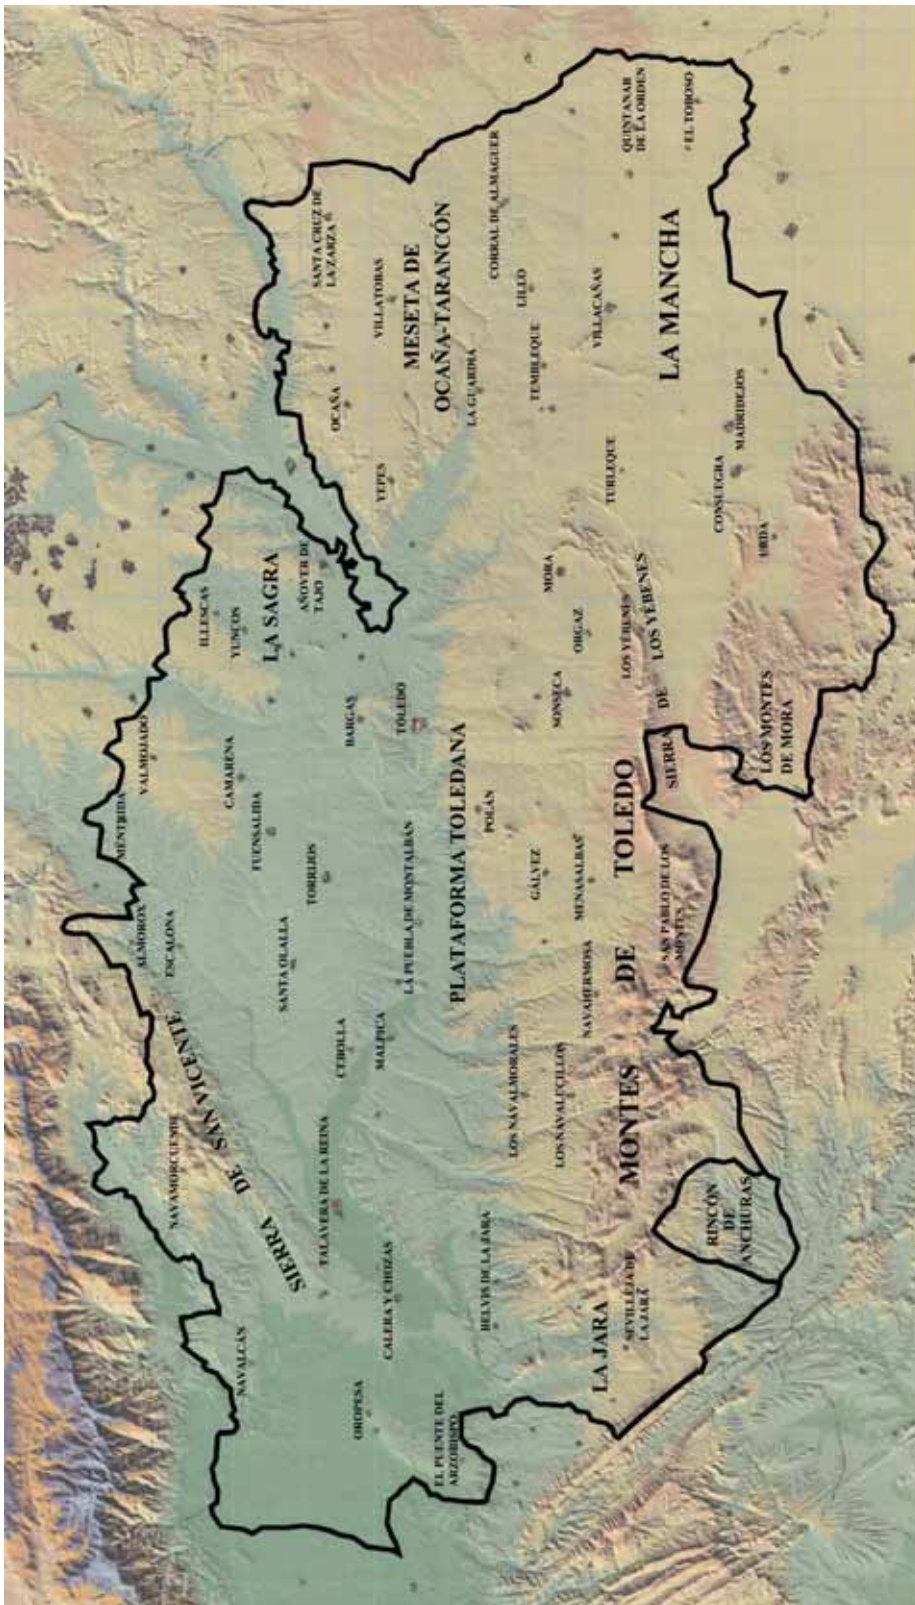 MÉNTRIDA
ALMOROX
VALMOJADO
ESCALONA
NAVAMORCUENDE
SIERRA DE SAN VICENTE
NAVALCÁN
ILLESCAS
YUNCOS
CAMARENA
FUENSALIDA
LA SAGRA
SANTA OLALLA
AÑOVER DE
TAJO
TORRIJOS
SANTA CRUZ DE
LA ZARZA
OCAÑA
CEBOLLA
TALAVERA DE LA REINA
BARGAS
OROPESA
VILLATOBAS
YEPES
MALPICA
CALERA Y CHOZAS
TOLEDO
LA PUEBLA DE MONTALBÁN
MESETA DE
OCAÑA-TARANCÓN
EL PUENTE DEL
ARZOBISPO
PLATAFORMA TOLEDANA
LA GUARDIA
POLÁN
BELVIS DE LA JARA
CORRAL DE ALMAGUER
LILLO
LOS NAVALMORALES
TEMBLEQUE
GÁLVEZ
MORA
SONSECA
LOS NAVALUCILLOS
ORGAZ
MENASALBAS
NAVAHERMOSA
VILLACAÑAS
TURLEQUE
LA JARA
MONTES DE TOLEDO
LOS YÉBENES
SEVILLEJA DE
LA JARA
QUINTANAR
DE LA ORDEN
SIERRA DE LOS YÉBENES
SAN PABLO DE LOS
MONTES
LA MANCHA
EL TOBOSO
RINCÓN
DE
ANCHURAS
CONSUEGRA
MADRIDEJOS
URDA
LOS MONTES
DE MORA